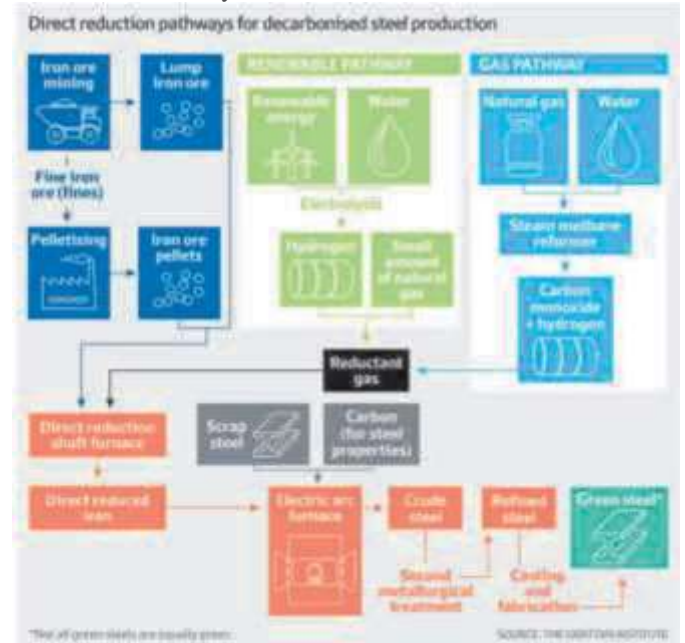 Direct reduction pathways for decarbonised steel production
Iron ore
mining
Lump
iron ore
RENEWABLE PATHWAY
GAS PATHWAY
Renewable
energy
Water
Natural gas
Water
Fine iron
ore (fines)
Electrolysis
Pelletising
Iron ore
pellets
Hydrogen
Small
amount
of natural
gas
Steam methane
reformer
Carbon
monoxide
+ hydrogen
Reductant
gas
Direct reduction
shaft furnace
Scrap
steel
Carbon
(for steel
properties)
Direct reduced
iron
Electric arc
furnace
Crude
steel
Refined
steel
Green steel*
Second
metallurgical
treatment
Casting
and
fabrication
*Not all green steels are equally green
SOURCE: THE INSTITUTE